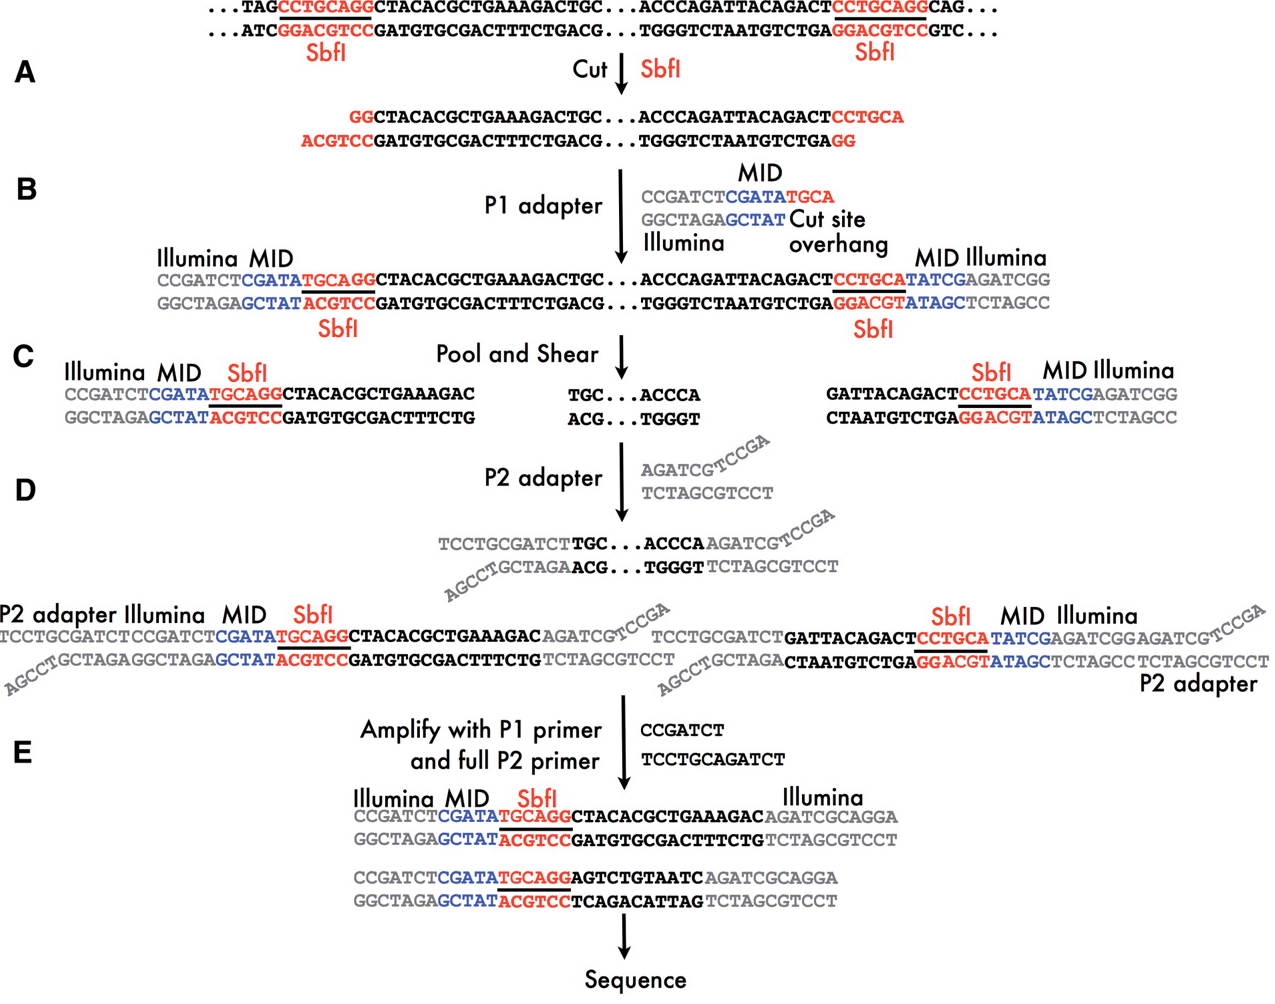 ...TAGCCTGCAGGCTACACGCTGAAAGACTGC...ACCCAGATTACAGACTCCTGCAGGCAG...
...ATCGGACGTCCGATGTGCGACTTTCTGACG...TGGGTCTAATGTCTGAGGACGTCCGTC...
SbfI SbfI
A
Cut SbfI
GGCTACACGCTGAAAGACTGC...ACCCAGATTACAGACTCCTGCA
ACGTCCGATGTGCGACTTTCTGACG...TGGGTCTAATGTCTGAGG
B
MID
P1 adapter
CCGATCTCGATATGCA
GGCTAGAGCTAT Cut site
Illumina overhang
Illumina MID MID Illumina
CCGATCTCGATATGCAGGCTACACGCTGAAAGACTGC...ACCCAGATTACAGACTCCTGCATATCGAGATCGG
GGCTAGAGCTATACGTCCGATGTGCGACTTTCTGACG...TGGGTCTAATGTCTGAGGACGTATAGCTCTAGCC
SbfI SbfI
C
Pool and Shear
Illumina MID SbfI SbfI MID Illumina
CCGATCTCGATATGCAGGCTACACGCTGAAAGAC TGC...ACCCA GATTACAGACTCCTGCATATCGAGATCGG
GGCTAGAGCTATACGTCCGATGTGCGACTTTCTG ACG...TGGGT CTAATGTCTGAGGACGTATAGCTCTAGCC
D
P2 adapter
AGATCGTCCGA
TCTAGCGTCCT
TCCTGCGATCTTGC...ACCCAAGATCGTCCGA
AGCCTGCTAGAACG...TGGGTTCTAGCGTCCT
P2 adapter Illumina MID SbfI SbfI MID Illumina
TCCTGCGATCTCCGATCTCGATATGCAGGCTACACGCTGAAAGACAGATCGTCCGA TCCTGCGATCTGATTACAGACTCCTGCATATCGAGATCGGAGATCGTCCGA
AGCCTGCTAGAGGCTAGAGCTATACGTCCGATGTGCGACTTTCTGTCTAGCGTCCT AGCCTGCTAGACTAATGTCTGAGGACGTATAGCTCTAGCCTCTAGCGTCCT
P2 adapter
E
Amplify with P1 primer CCGATCT
and full P2 primer TCCTGCAGATCT
Illumina MID SbfI Illumina
CCGATCTCGATATGCAGGCTACACGCTGAAAGACAGATCGCAGGA
GGCTAGAGCTATACGTCCGATGTGCGACTTTCTGTCTAGCGTCCT
CCGATCTCGATATGCAGGAGTCTGTAATCAGATCGCAGGA
GGCTAGAGCTATACGTCCTCAGACATTAGTCTAGCGTCCT
Sequence